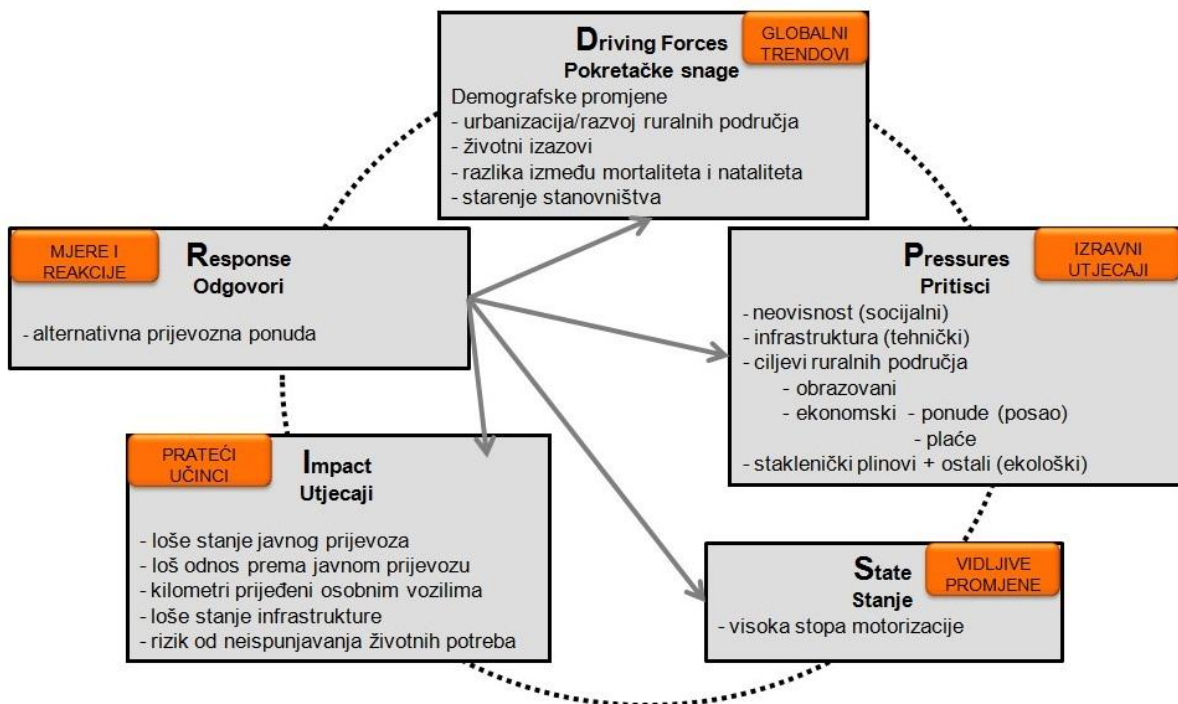 Driving Forces
Pokretačke snage
GLOBALNI
TRENDOVI
Demografske promjene
- urbanizacija/razvoj ruralnih područja
- životni izazovi
- razlika između mortaliteta i nataliteta
- starenje stanovništva
MJERE I
REAKCIJE
Response
Odgovori
- alternativna prijevozna ponuda
Pressures
Pritisci
IZRAVNI
UTJECAJI
- neovisnost (socijalni)
- infrastruktura (tehnički)
- ciljevi ruralnih područja
- obrazovani
- ekonomski - ponude (posao)
- plaće
- staklenički plinovi + ostali (ekološki)
PRATEĆI
UČINCI
Impact
Utjecaji
- loše stanje javnog prijevoza
- loš odnos prema javnom prijevozu
- kilometri prijeđeni osobnim vozilima
- loše stanje infrastrukture
- rizik od neispunjavanja životnih potreba
State
Stanje
VIDLJIVE
PROMJENE
- visoka stopa motorizacije